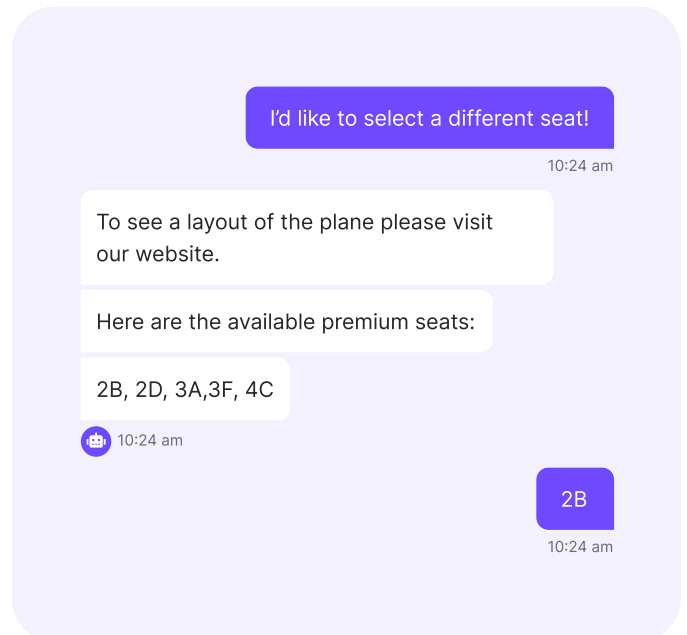 I’d like to select a different seat!
10:24 am
To see a layout of the plane please visit
our website.
Here are the available premium seats:
2B, 2D, 3A,3F, 4C
10:24 am
2B
10:24 am